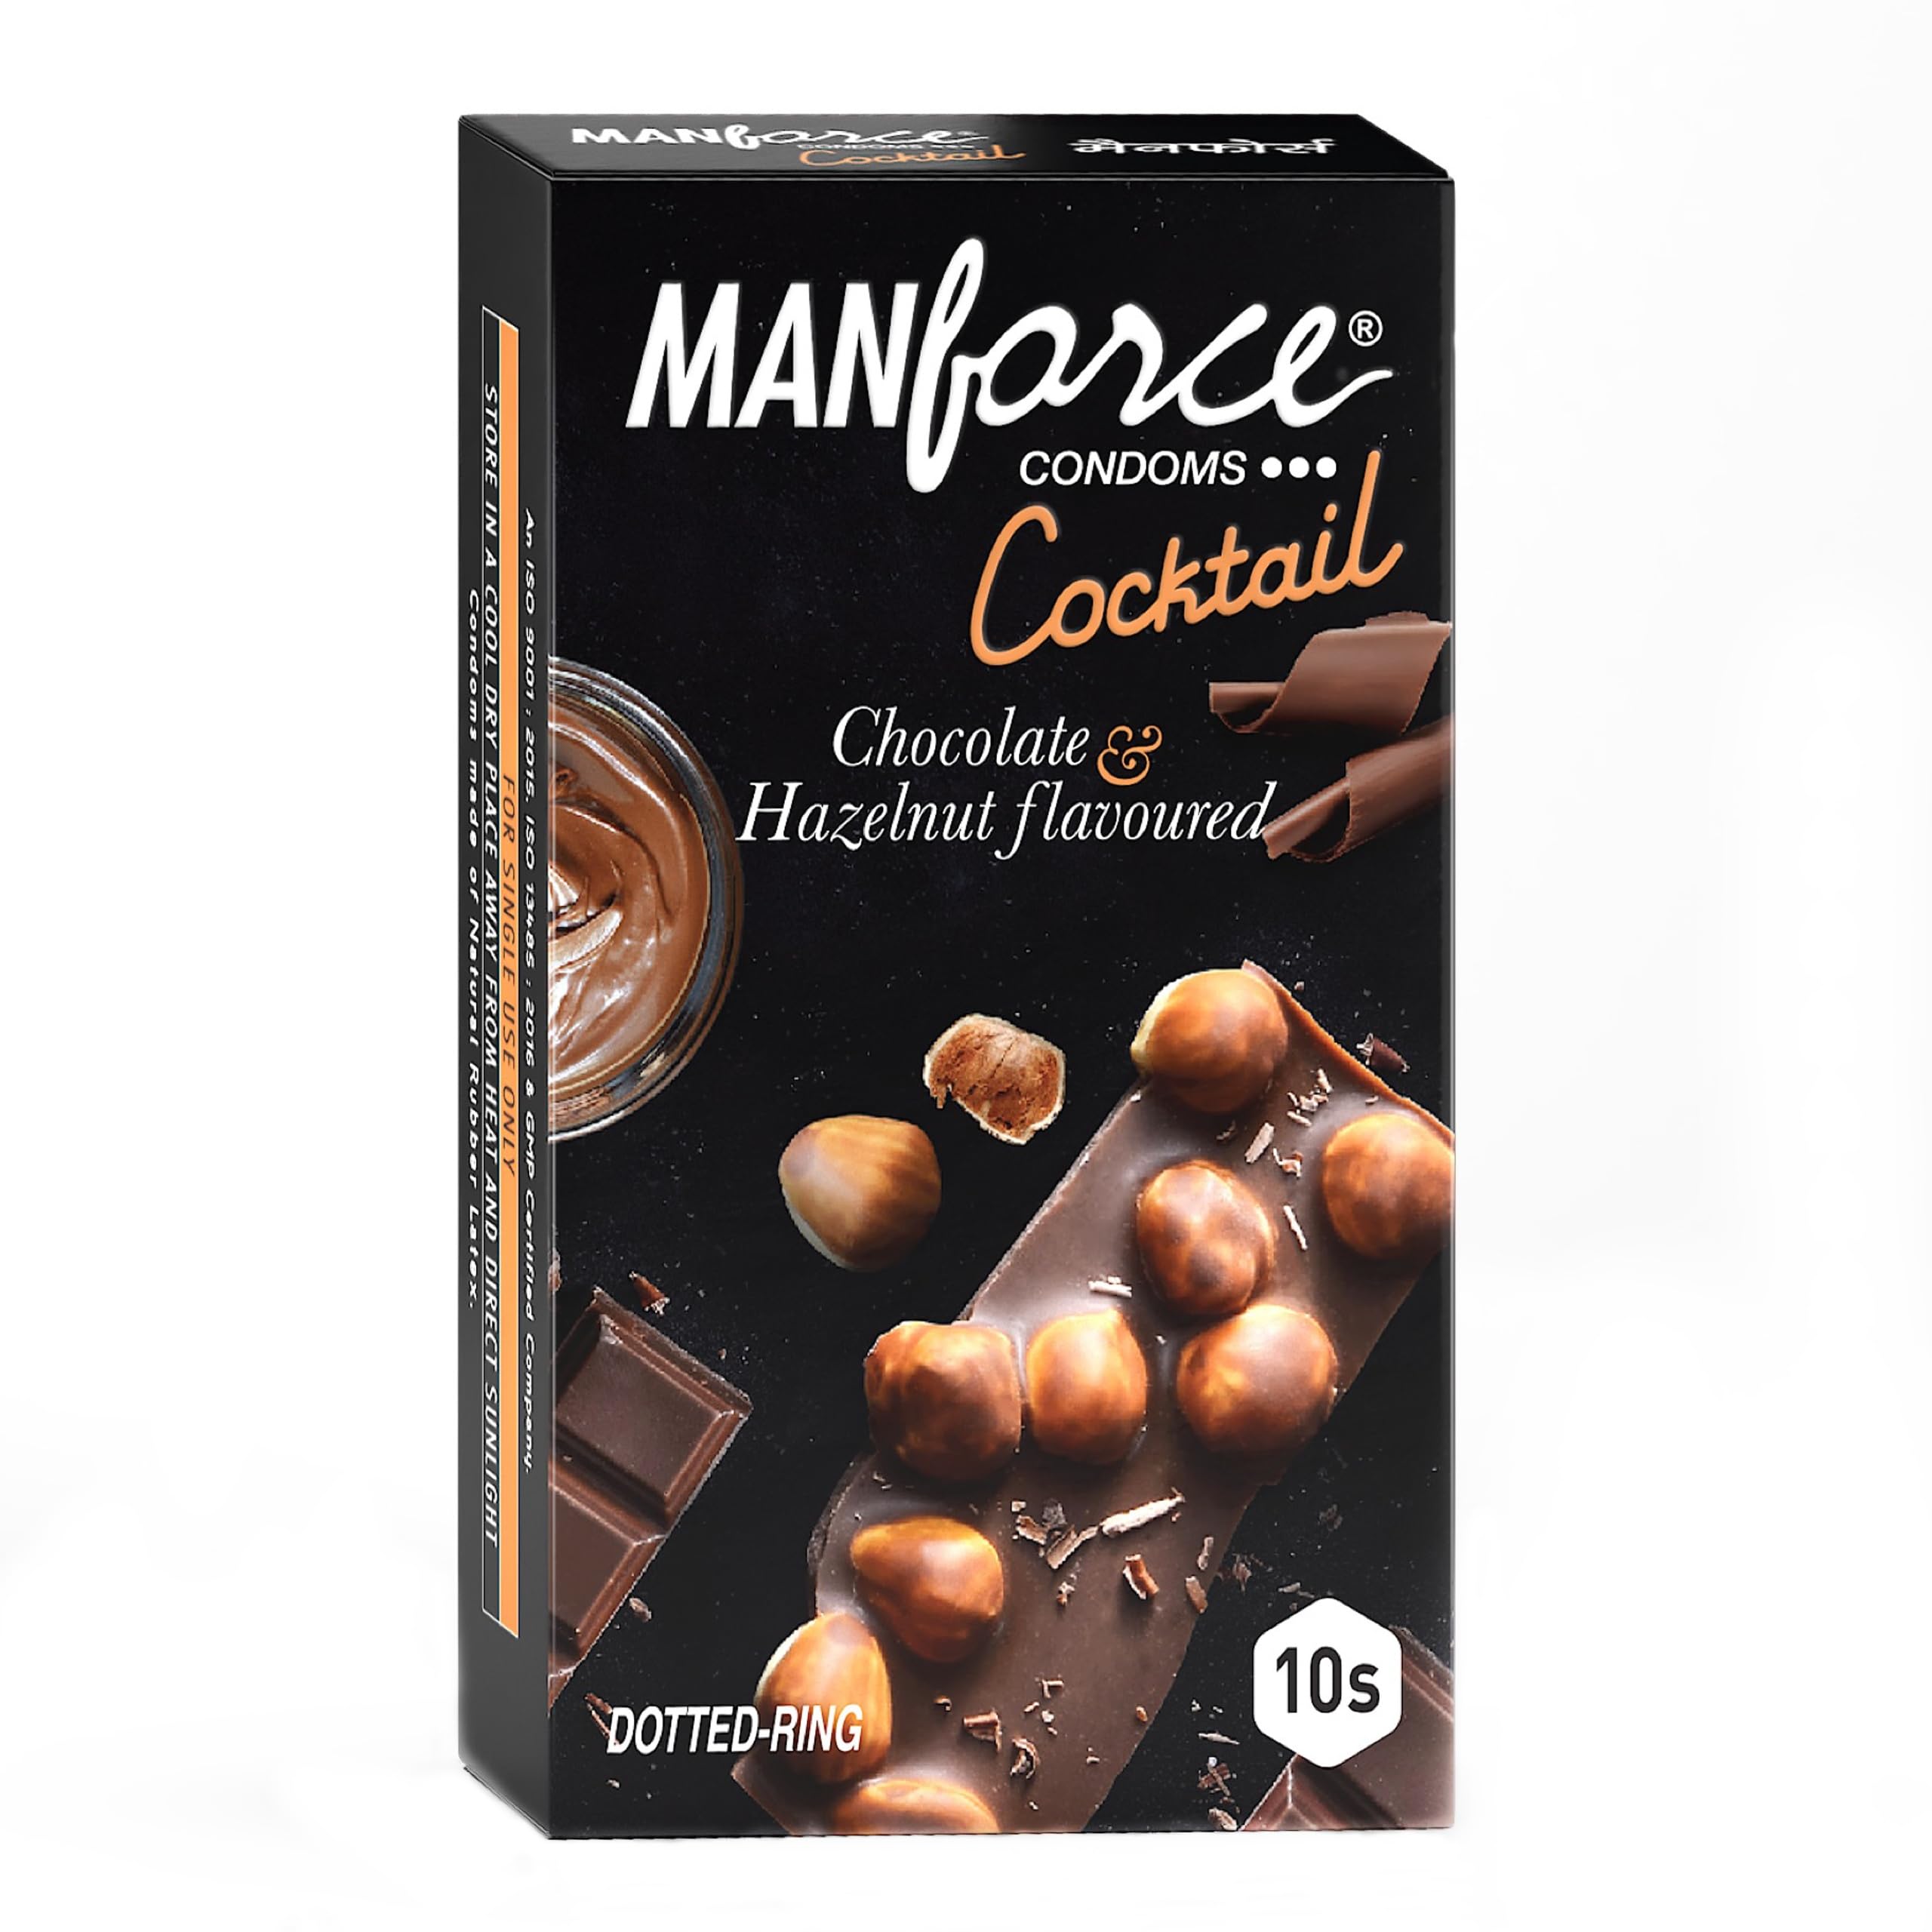 MANforce® CONDOMS •••
Cocktail
मैनफोर्स
MANforce®
CONDOMS •••
Cocktail
Chocolate &
Hazelnut flavoured
DOTTED-RING
10s
An ISO 9001 : 2015, ISO 13485 : 2016 & GMP Certified Company.
FOR SINGLE USE ONLY
STORE IN A COOL DRY PLACE AWAY FROM HEAT AND DIRECT SUNLIGHT
Condoms made of Natural Rubber Latex.